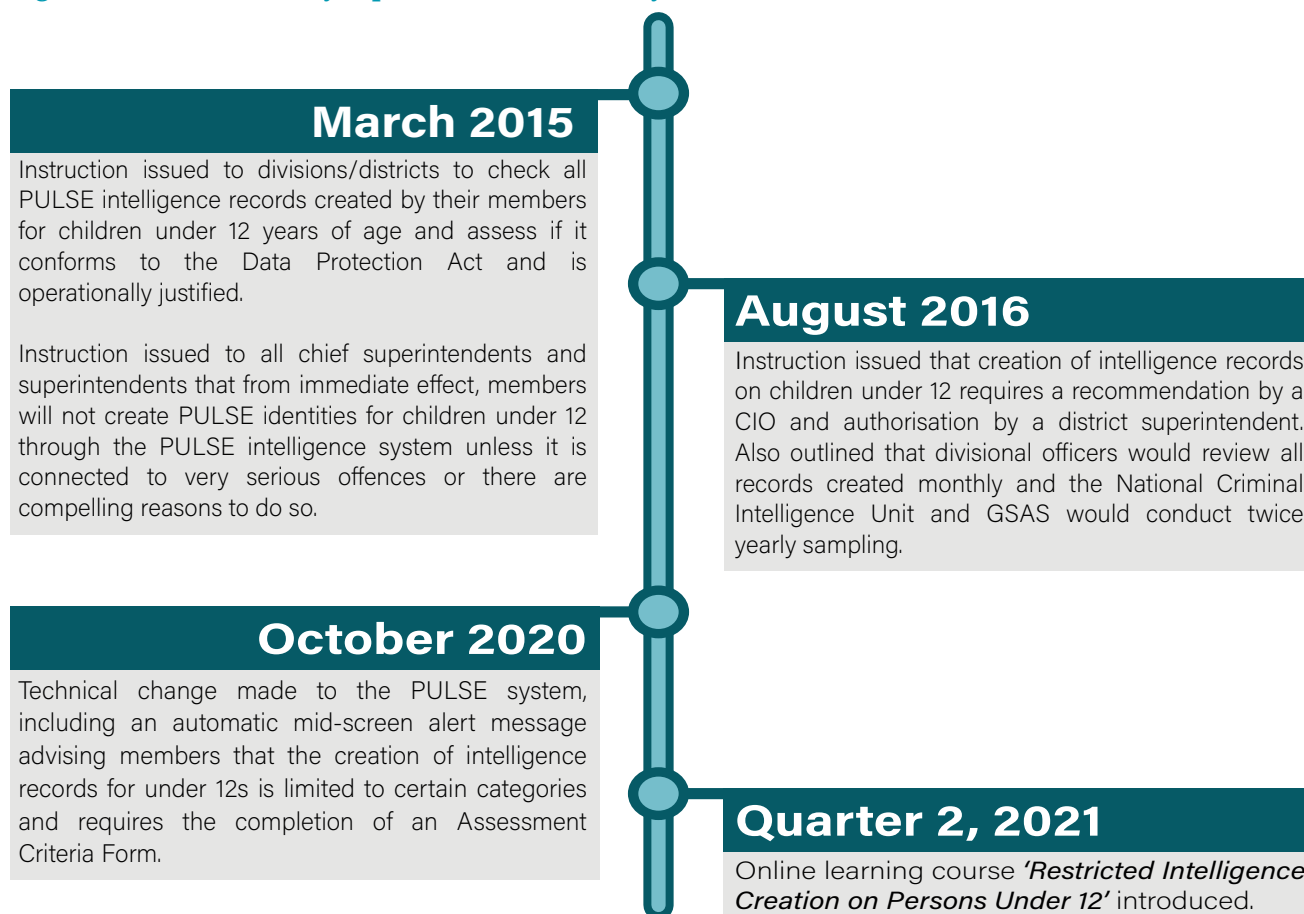 March 2015
Instruction issued to divisions/districts to check all
PULSE intelligence records created by their members
for children under 12 years of age and assess if it
conforms to the Data Protection Act and is
operationally justified.
Instruction issued to all chief superintendents and
superintendents that from immediate effect, members
will not create PULSE identities for children under 12
through the PULSE intelligence system unless it is
connected to very serious offences or there are
compelling reasons to do so.
August 2016
Instruction issued that creation of intelligence records
on children under 12 requires a recommendation by a
CIO and authorisation by a district superintendent.
Also outlined that divisional officers would review all
records created monthly and the National Criminal
Intelligence Unit and GSAS would conduct twice
yearly sampling.
October 2020
Technical change made to the PULSE system,
including an automatic mid-screen alert message
advising members that the creation of intelligence
records for under 12s is limited to certain categories
and requires the completion of an Assessment
Criteria Form.
Quarter 2, 2021
Online learning course ‘Restricted Intelligence
Creation on Persons Under 12’ introduced.